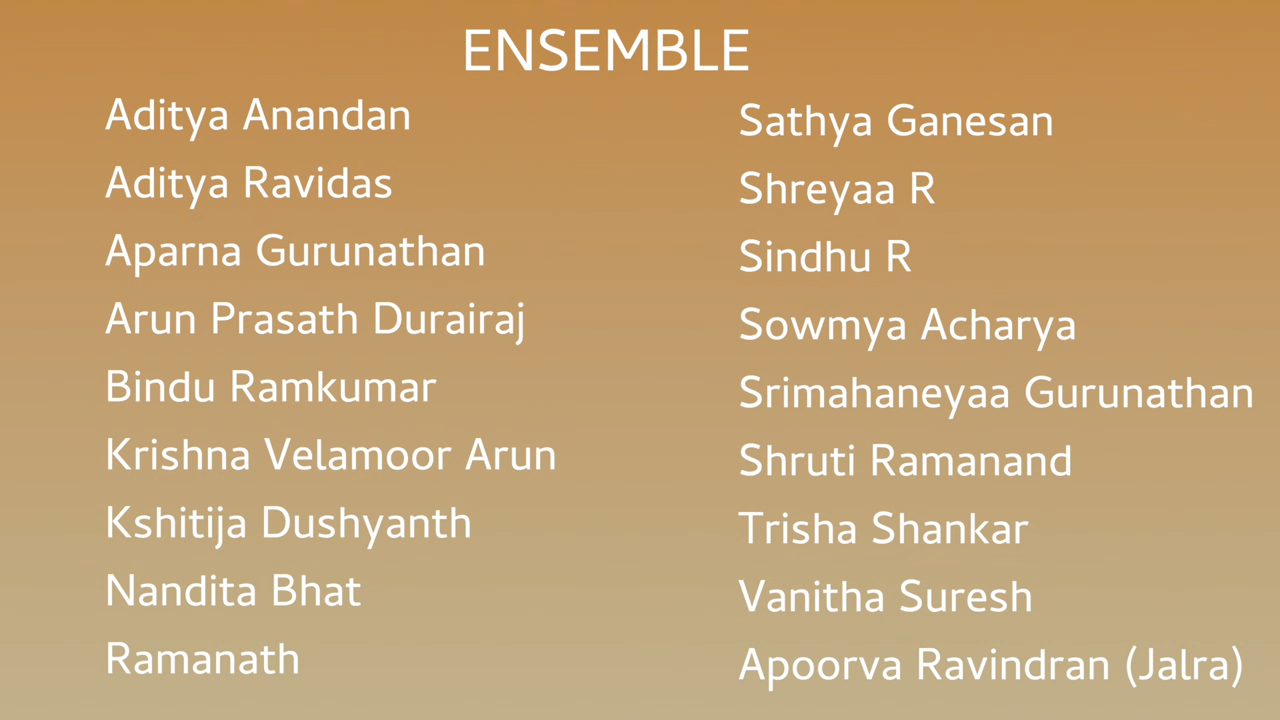 ENSEMBLE
Aditya Anandan
Aditya Ravidas
Aparna Gurunathan
Arun Prasath Durairaj
Bindu Ramkumar
Krishna Velamoor Arun
Kshitija Dushyanth
Nandita Bhat
Ramanath
Sathya Ganesan
Shreyaa R
Sindhu R
Sowmya Acharya
Srimahaneyaa Gurunathan
Shruti Ramanand
Trisha Shankar
Vanitha Suresh
Apoorva Ravindran (Jalra)